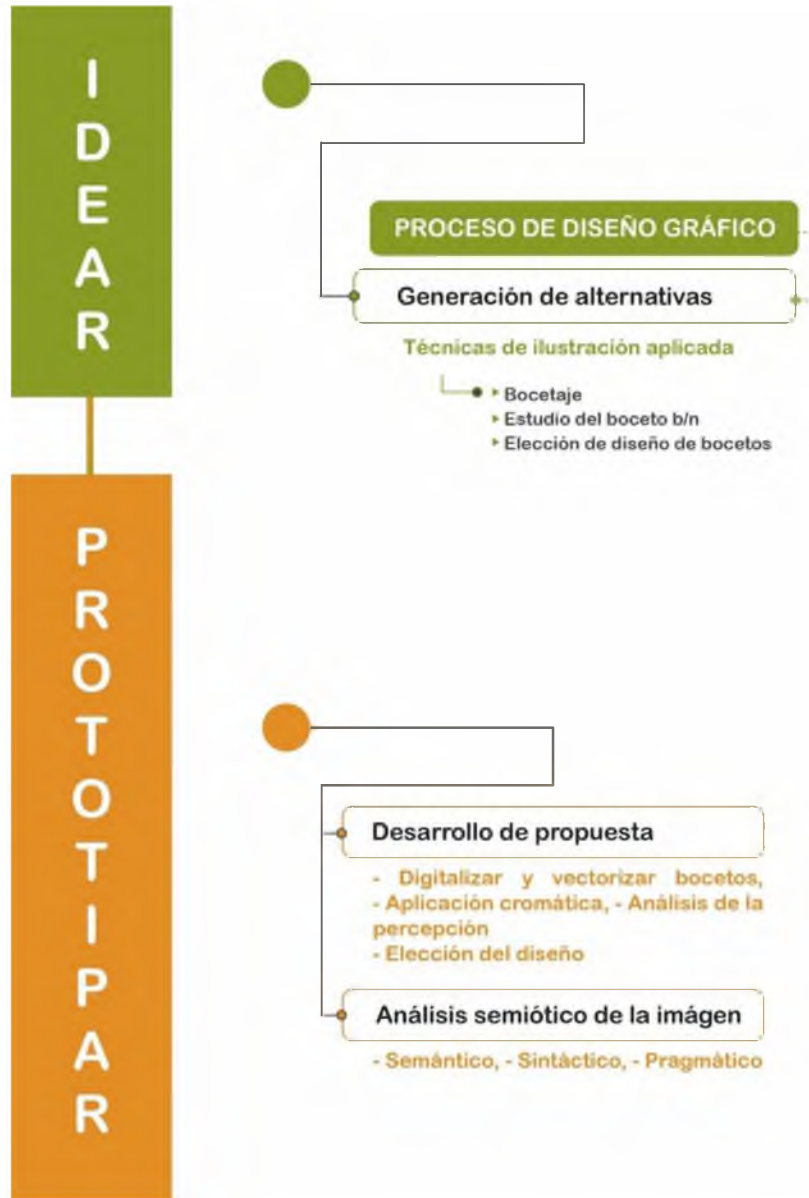 IDEAR
PROCESO DE DISEÑO GRÁFICO
Generación de alternativas
Técnicas de ilustración aplicada
Bocetaje
Estudio del boceto b/n
Elección de diseño de bocetos
PROTOTIPAR
Desarrollo de propuesta
- Digitalizar y vectorizar bocetos,
- Aplicación cromática, - Análisis de la
percepción
- Elección del diseño
Análisis semiótico de la imágen
- Semántico, - Sintáctico, - Pragmático